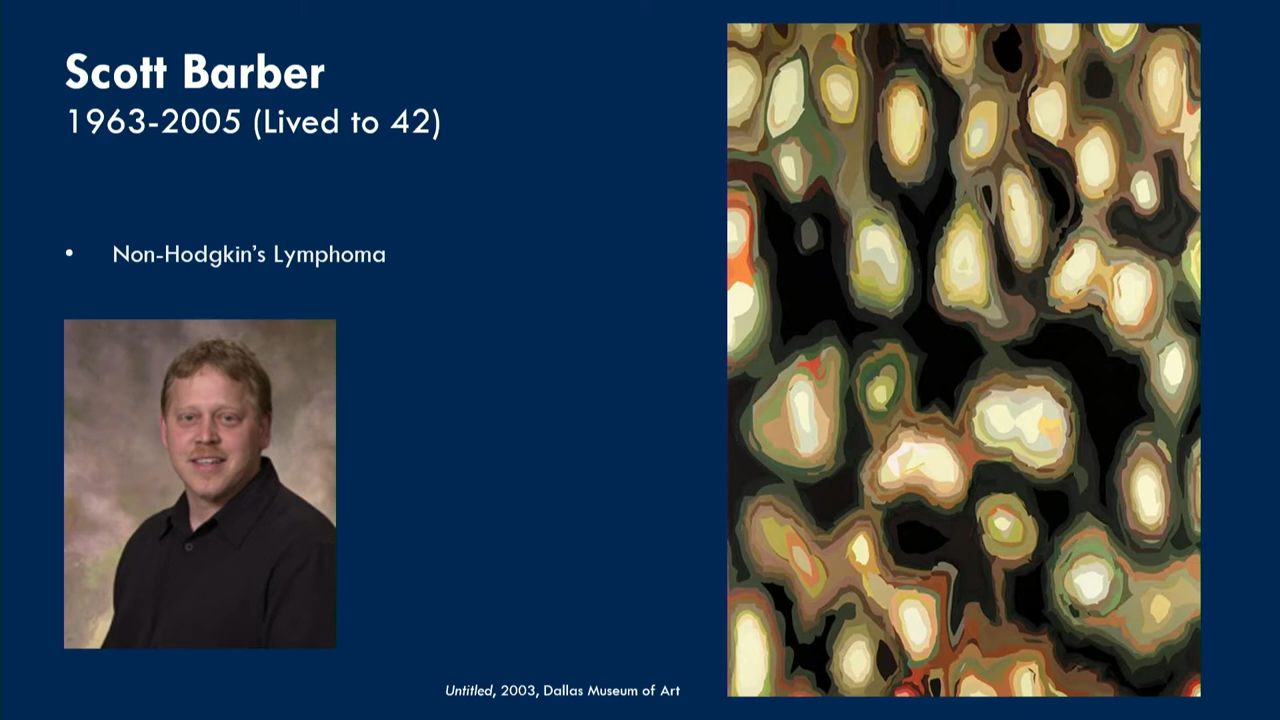 Scott Barber
1963-2005 (Lived to 42)
• Non-Hodgkin’s Lymphoma
Untitled, 2003, Dallas Museum of Art